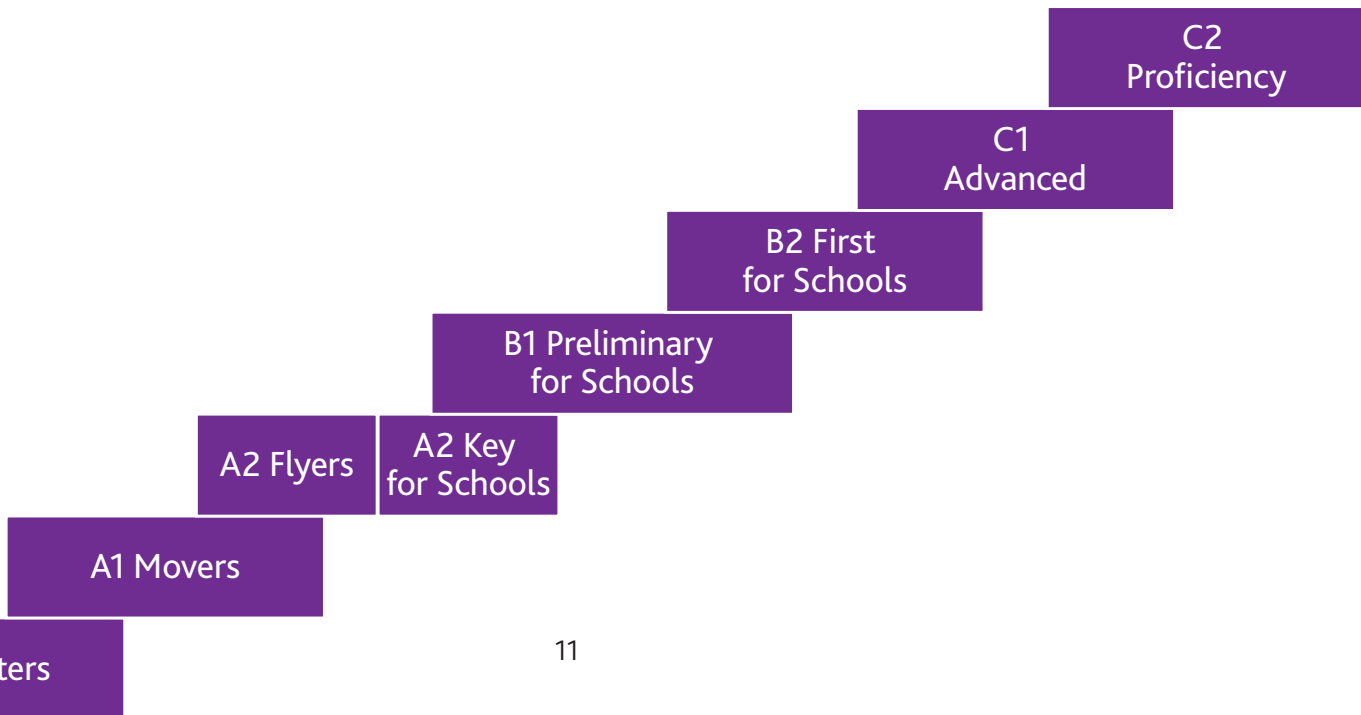 C2
Proficiency
C1
Advanced
B2 First
for Schools
B1 Preliminary
for Schools
A2 Flyers
A2 Key
for Schools
A1 Movers
ters
11